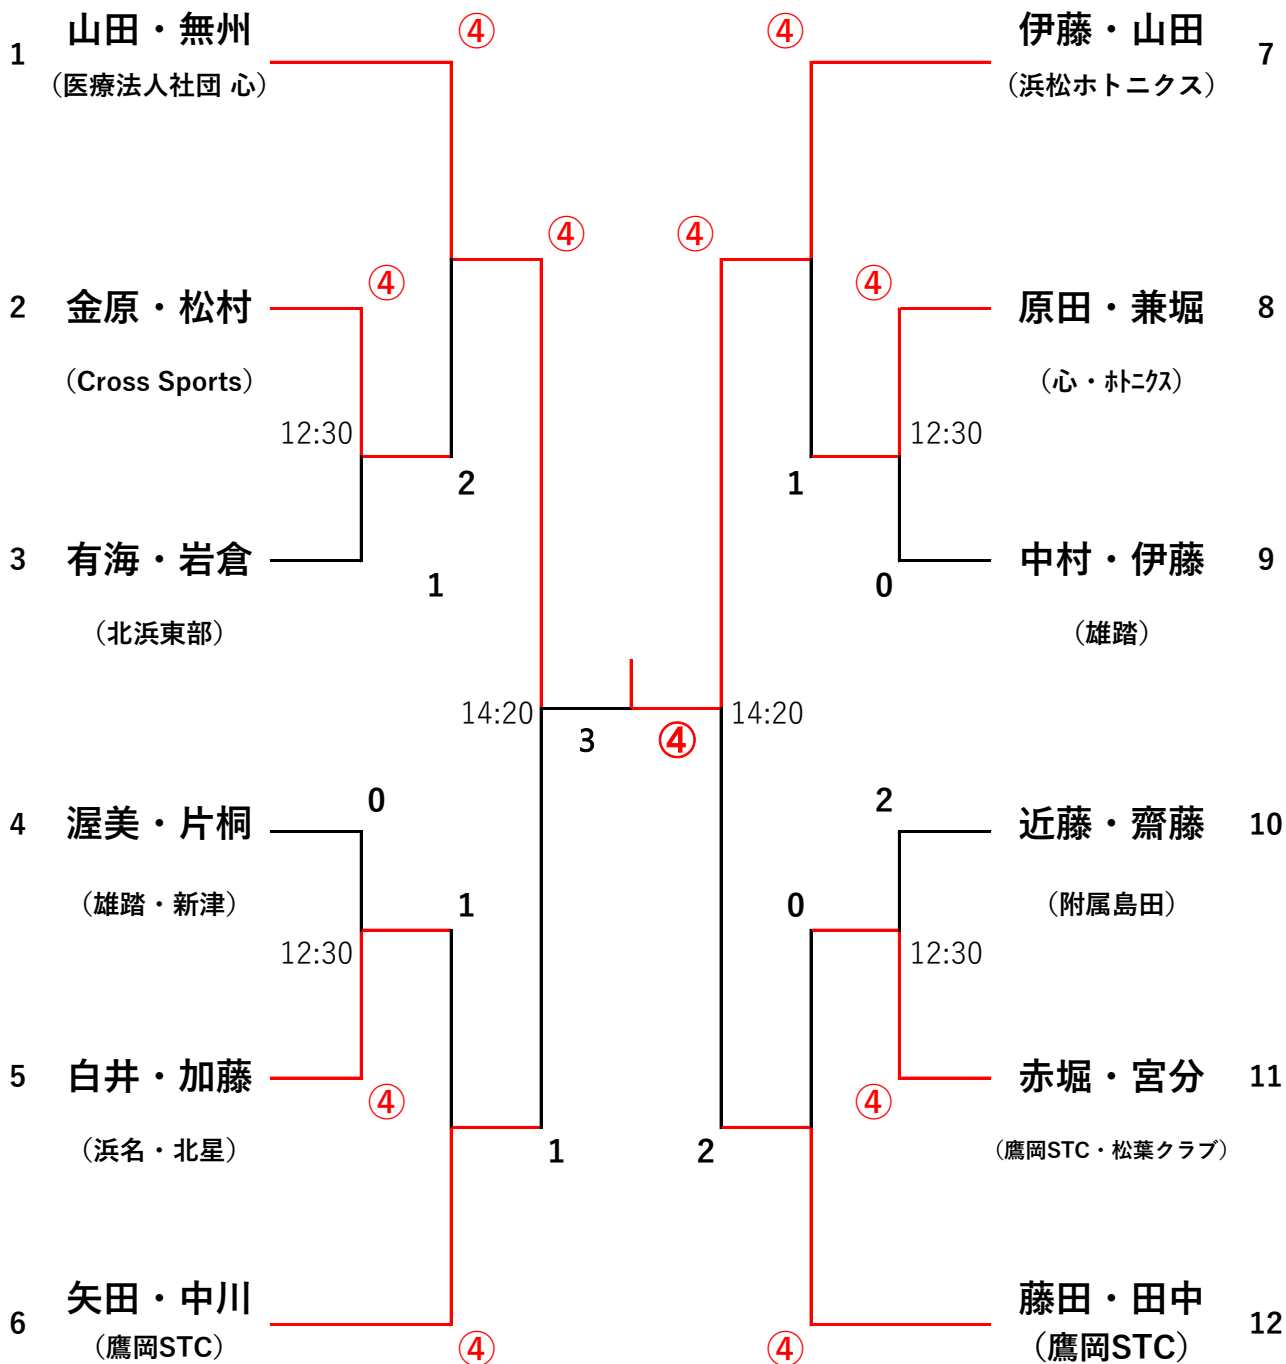 山田・無州
1
（医療法人社団 心）
④
④
伊藤・山田
7
（浜松ホトニクス）
④
④
④
④
2
金原・松村
（Cross Sports）
12:30
原田・兼堀
8
（心・ﾎﾄﾆｸｽ）
12:30
2
1
3
有海・岩倉
1
（北浜東部）
0
中村・伊藤
9
（雄踏）
14:20
3
④
14:20
0
4
渥美・片桐
（雄踏・新津）
1
12:30
2
近藤・齋藤
10
（附属島田）
0
12:30
5
白井・加藤
④
（浜名・北星）
1
④
赤堀・宮分
11
（鷹岡STC・松葉クラブ）
2
矢田・中川
6
（鷹岡STC）
④
④
藤田・田中
12
（鷹岡STC）